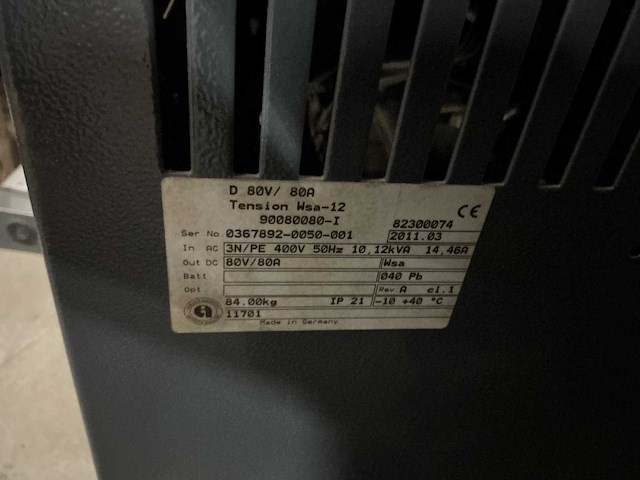 D 80V/ 80A
Tension Wsa-12
90080080-I 82300074 CE
Ser No 0367892-0050-001 2011.03
In AC 3N/PE 400V 50Hz 10,12kVA 14,46A
Out DC 80V/80A Wsa
Batt 040 Pb
Opt. Rev A cl.1
84.00kg IP 21 -10 +40 °C
11701
Made in Germany